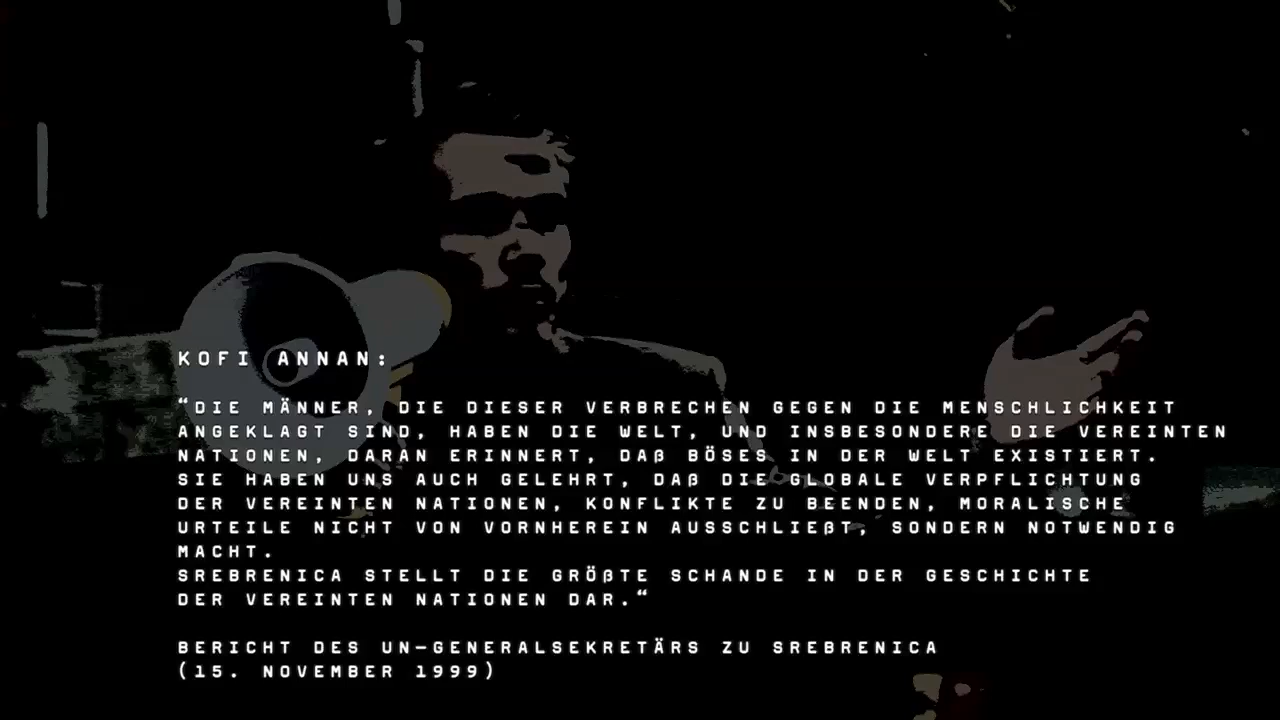 KOFI ANNAN:
“DIE MÄNNER, DIE DIESER VERBRECHEN GEGEN DIE MENSCHLICHKEIT
ANGEKLAGT SIND, HABEN DIE WELT, UND INSBESONDERE DIE VEREINTEN
NATIONEN, DARAN ERINNERT, DAß BÖSES IN DER WELT EXISTIERT.
SIE HABEN UNS AUCH GELEHRT, DAß DIE GLOBALE VERPFLICHTUNG
DER VEREINTEN NATIONEN, KONFLIKTE ZU BEENDEN, MORALISCHE
URTEILE NICHT VON VORNHEREIN AUSSCHLIEßT, SONDERN NOTWENDIG
MACHT.
SREBRENICA STELLT DIE GRÖßTE SCHANDE IN DER GESCHICHTE
DER VEREINTEN NATIONEN DAR.“
BERICHT DES UN-GENERALSEKRETÄRS ZU SREBRENICA
(15. NOVEMBER 1999)